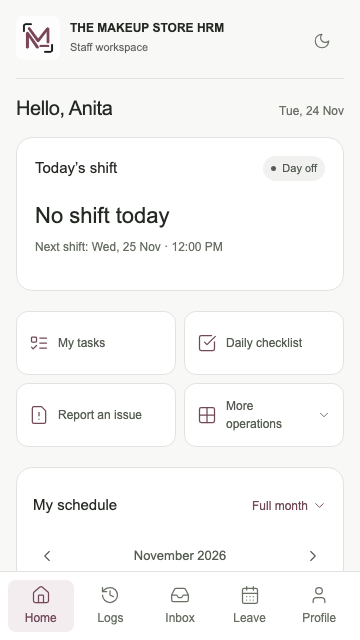 THE MAKEUP STORE HRM
Staff workspace
Hello, Anita
Tue, 24 Nov
Today's shift
Day off
No shift today
Next shift: Wed, 25 Nov · 12:00 PM
My tasks
Daily checklist
Report an issue
More
operations
My schedule
Full month
November 2026
Home
Logs
Inbox
Leave
Profile